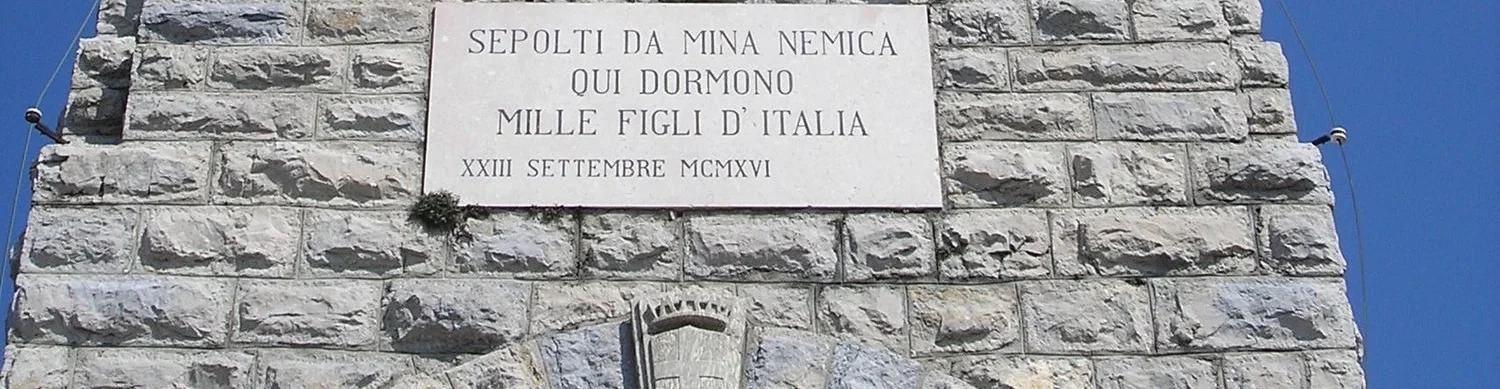 SEPOLTI DA MINA NEMICA
QUI DORMONO
MILLE FIGLI D'ITALIA
XXIII SETTEMBRE MCMXVI